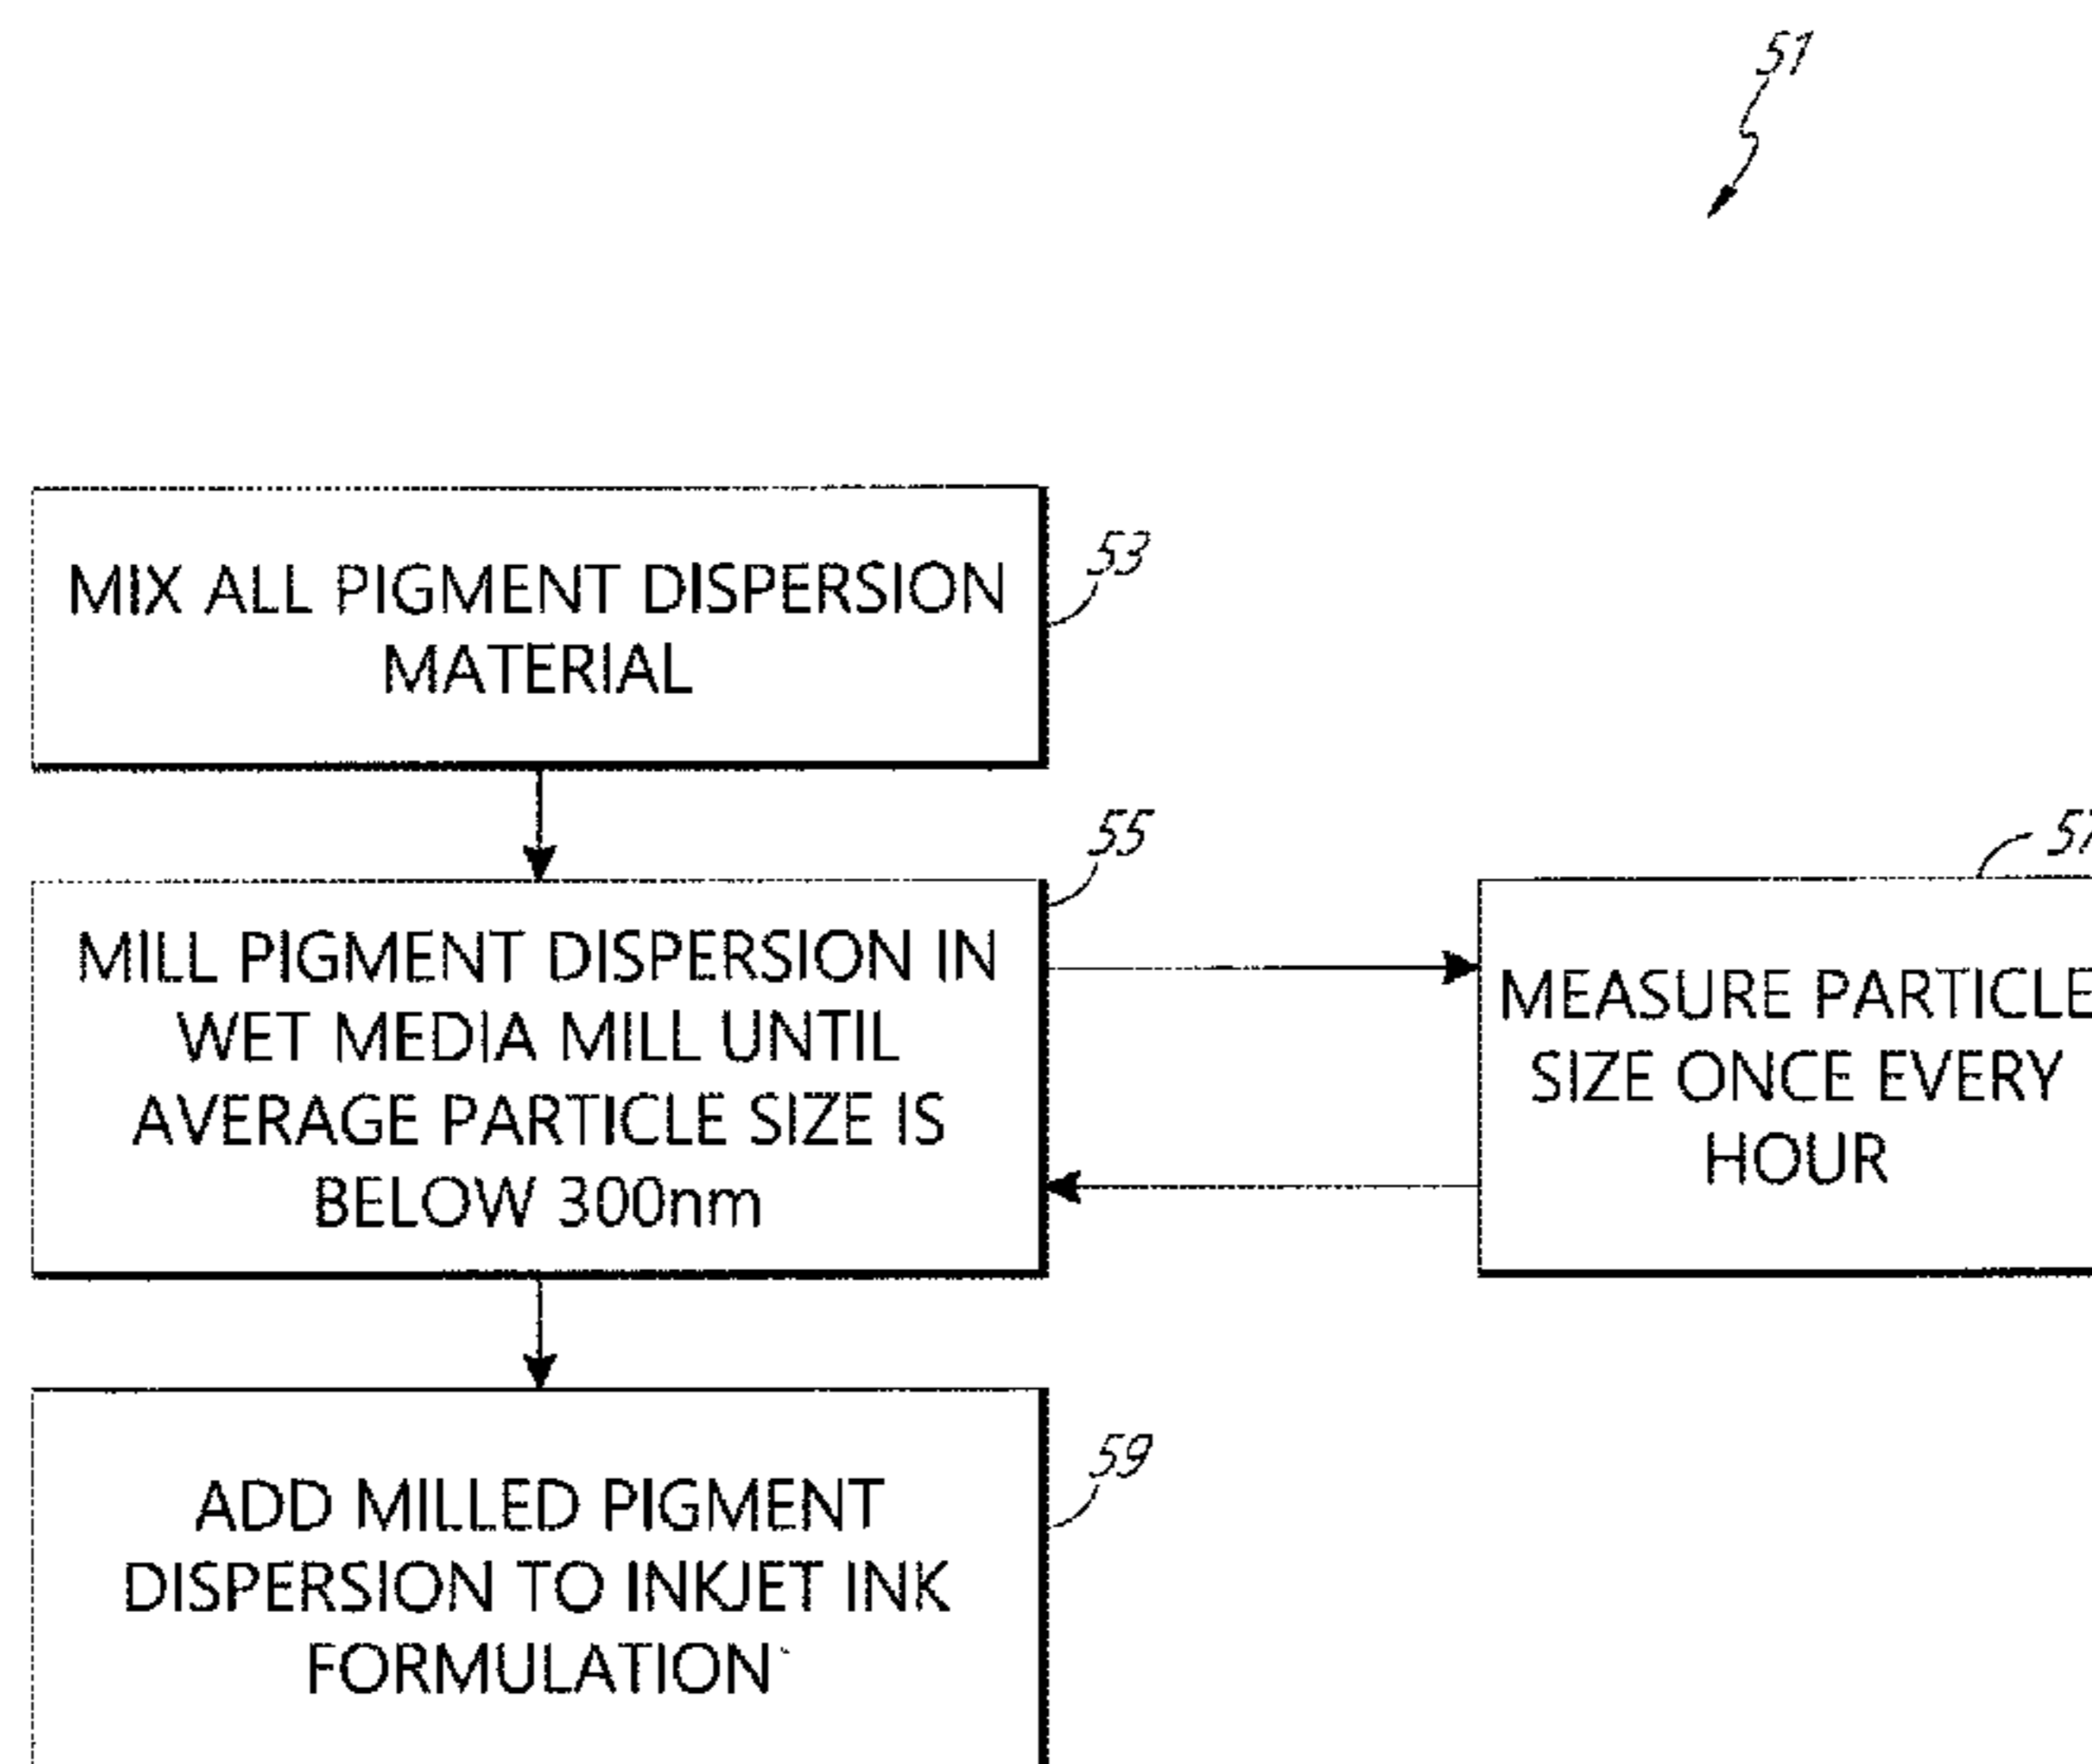 51
MIX ALL PIGMENT DISPERSION
MATERIAL
53
MILL PIGMENT DISPERSION IN
WET MEDIA MILL UNTIL
AVERAGE PARTICLE SIZE IS
BELOW 300nm
55
MEASURE PARTICLE
SIZE ONCE EVERY
HOUR
57
ADD MILLED PIGMENT
DISPERSION TO INKJET INK
FORMULATION
59